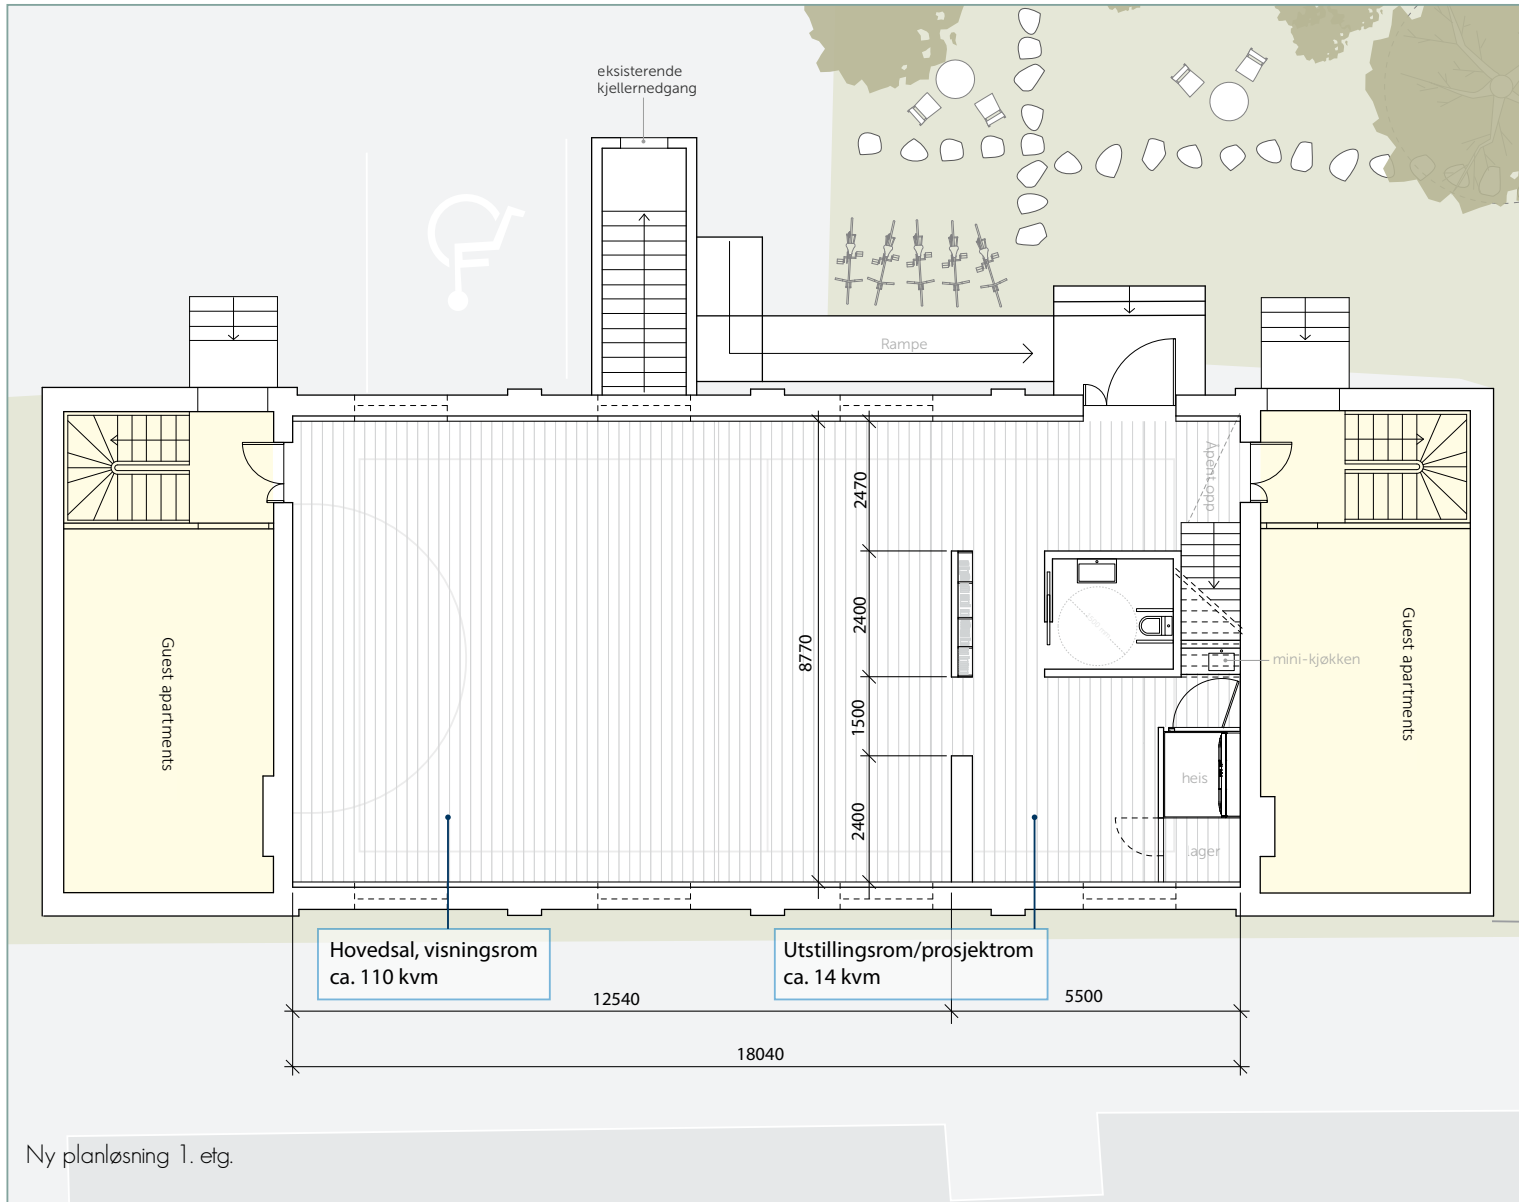 eksisterende
kjellernedgang
Rampe
Åpent opp
2470
2400
8770
1500
2400
Guest apartments
Guest apartments
mini-kjøkken
heis
lager
Hovedsal, visningsrom
ca. 110 kvm
Utstillingsrom/prosjektrom
ca. 14 kvm
12540
5500
18040
Ny planløsning 1. etg.